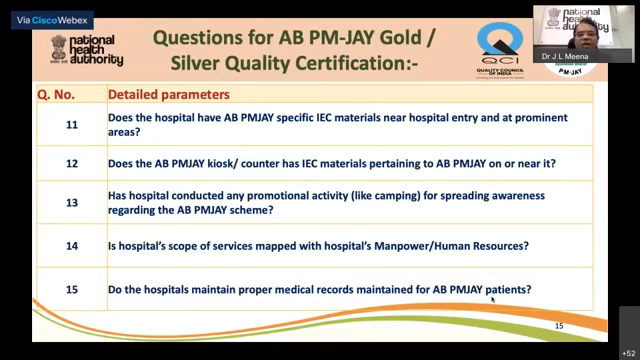 Via Cisco Webex
national
health
authority
Questions for AB PM-JAY Gold /
Silver Quality Certification:-
QCI
QUALITY COUNCIL
OF INDIA
PM-JAY
national
health
authority
Dr J L Meena
Q. No.
Detailed parameters
11
Does the hospital have AB PMJAY specific IEC materials near hospital entry and at prominent
areas?
12
Does the AB PMJAY kiosk/ counter has IEC materials pertaining to AB PMJAY on or near it?
13
Has hospital conducted any promotional activity (like camping) for spreading awareness
regarding the AB PMJAY scheme?
14
Is hospital's scope of services mapped with hospital's Manpower/Human Resources?
15
Do the hospitals maintain proper medical records maintained for AB PMJAY patients?
15
+52